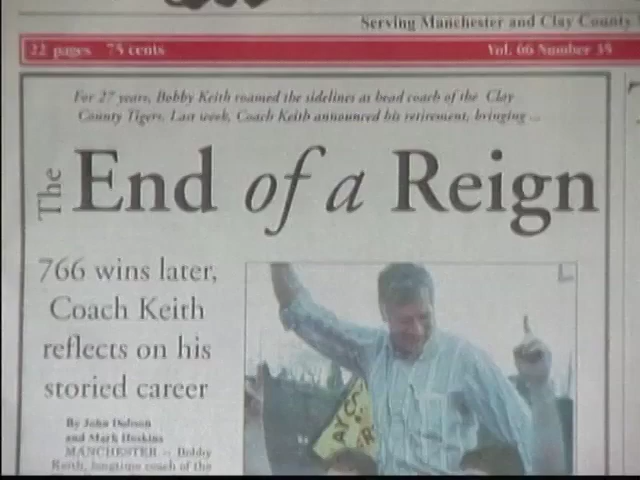 Serving Manchester and Clay County
22 pages 75 cents
Vol. 66 Number 35
For 27 years, Bobby Keith roamed the sidelines as head coach of the Clay
County Tigers. Last week, Coach Keith announced his retirement, bringing ...
The End of a Reign
766 wins later,
Coach Keith
reflects on his
storied career
By John
and Mark Hoskins
MANCHESTER -- Bobby
Keith, longtime coach of the